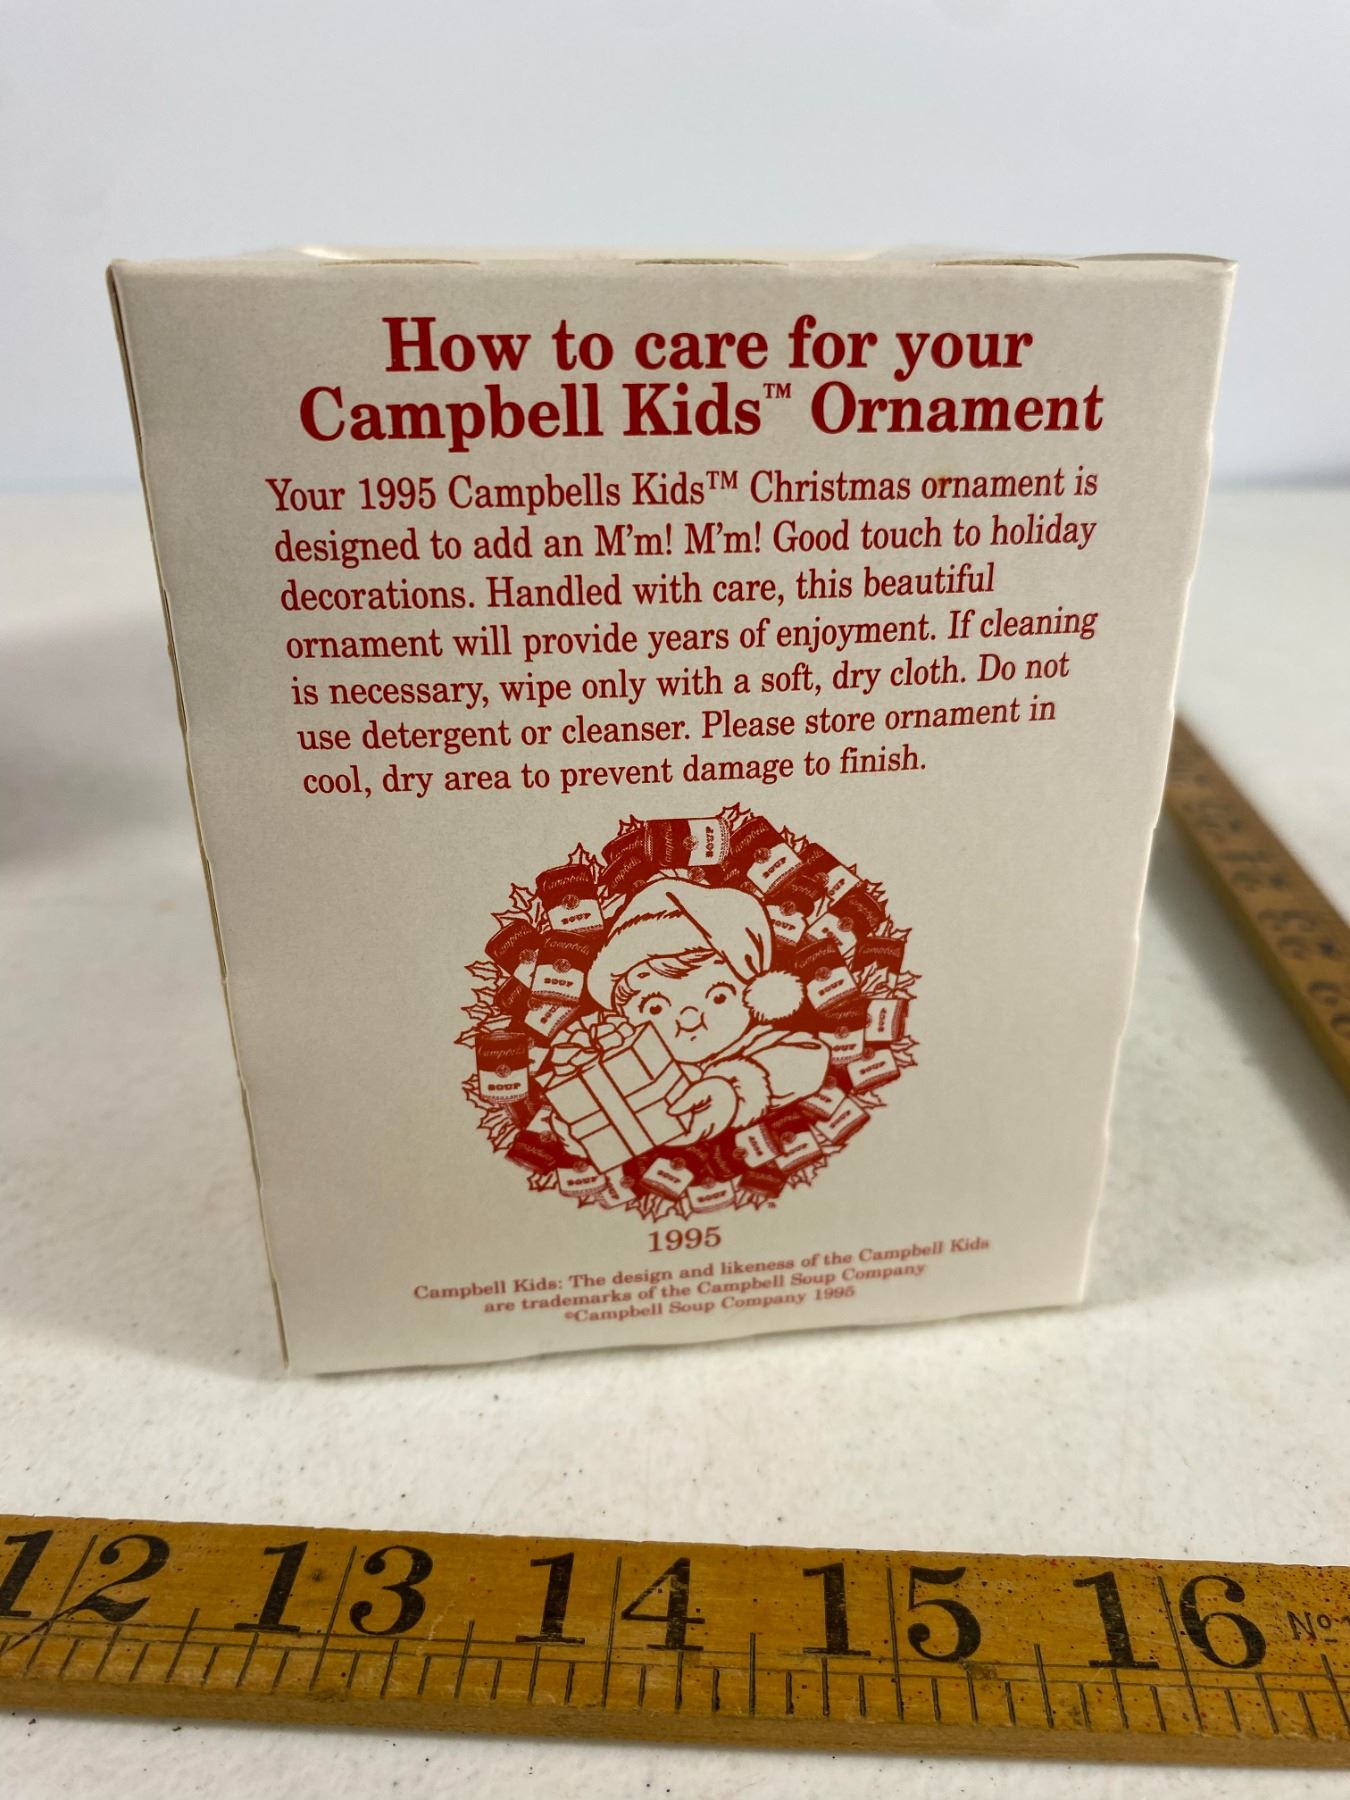 How to care for your
Campbell Kids™ Ornament
Your 1995 Campbells Kids™ Christmas ornament is
designed to add an M'm! M'm! Good touch to holiday
decorations. Handled with care, this beautiful
ornament will provide years of enjoyment. If cleaning
is necessary, wipe only with a soft, dry cloth. Do not
use detergent or cleanser. Please store ornament in
cool, dry area to prevent damage to finish.
Campbell's
SOUP
1995
Campbell Kids: The design and likeness of the Campbell Kids
are trademarks of the Campbell Soup Company
©Campbell Soup Company 1995
12 13 14 15 16 No